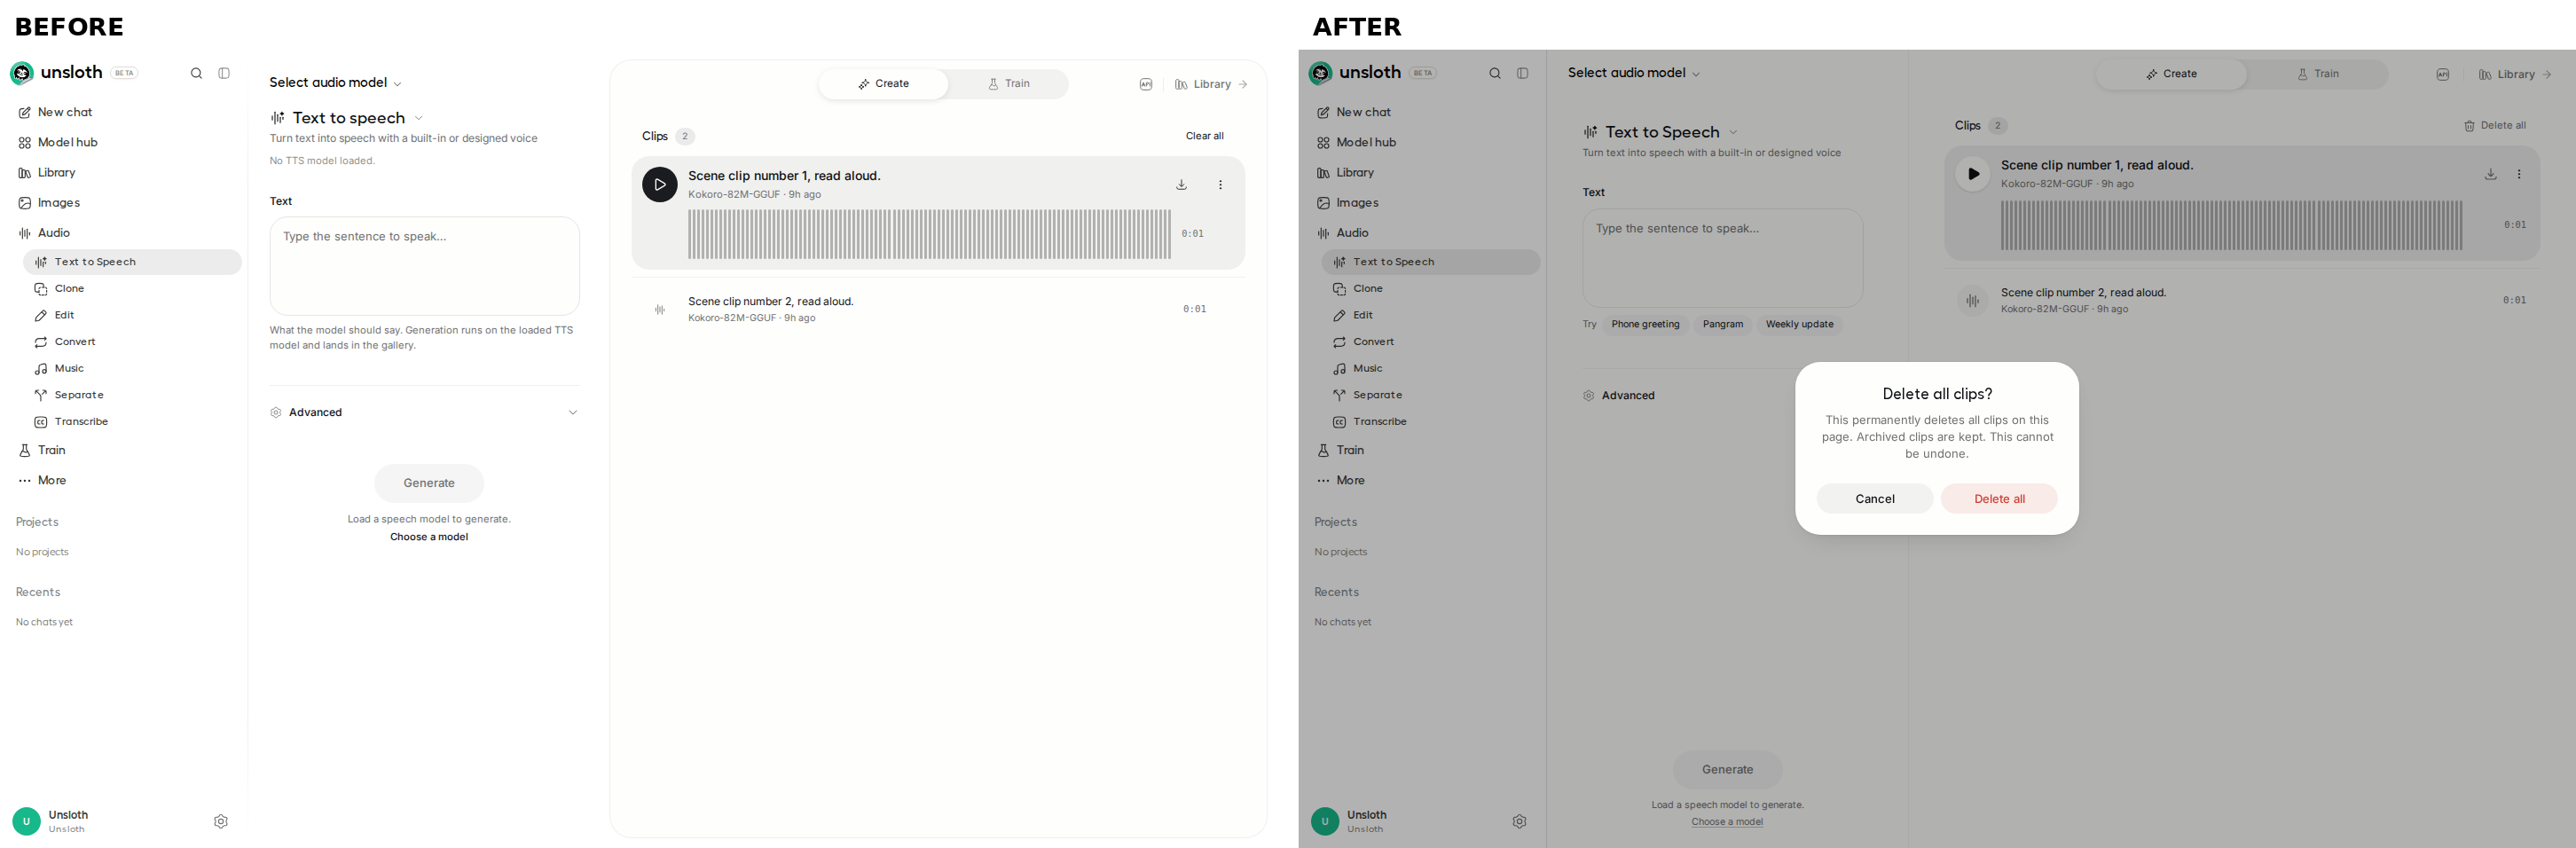 BEFORE
unsloth BETA
New chat
Model hub
Library
Images
Audio
Text to Speech
Clone
Edit
Convert
Music
Separate
Transcribe
Train
More
Projects
No projects
Recents
No chats yet
U
Unsloth
Unsloth
Select audio model
Text to speech
Turn text into speech with a built-in or designed voice
No TTS model loaded.
Text
Type the sentence to speak...
What the model should say. Generation runs on the loaded TTS
model and lands in the gallery.
Advanced
Generate
Load a speech model to generate.
Choose a model
Create
Train
API
Library
Clips 2
Clear all
Scene clip number 1, read aloud.
Kokoro-82M-GGUF · 9h ago
0:01
Scene clip number 2, read aloud.
Kokoro-82M-GGUF · 9h ago
0:01
AFTER
unsloth BETA
New chat
Model hub
Library
Images
Audio
Text to Speech
Clone
Edit
Convert
Music
Separate
Transcribe
Train
More
Projects
No projects
Recents
No chats yet
U
Unsloth
Unsloth
Select audio model
Text to Speech
Turn text into speech with a built-in or designed voice
Text
Type the sentence to speak...
Try Phone greeting Pangram Weekly update
Advanced
Generate
Load a speech model to generate.
Choose a model
Create
Train
API
Library
Clips 2
Delete all
Scene clip number 1, read aloud.
Kokoro-82M-GGUF · 9h ago
0:01
Scene clip number 2, read aloud.
Kokoro-82M-GGUF · 9h ago
0:01
Delete all clips?
This permanently deletes all clips on this
page. Archived clips are kept. This cannot
be undone.
Cancel
Delete all